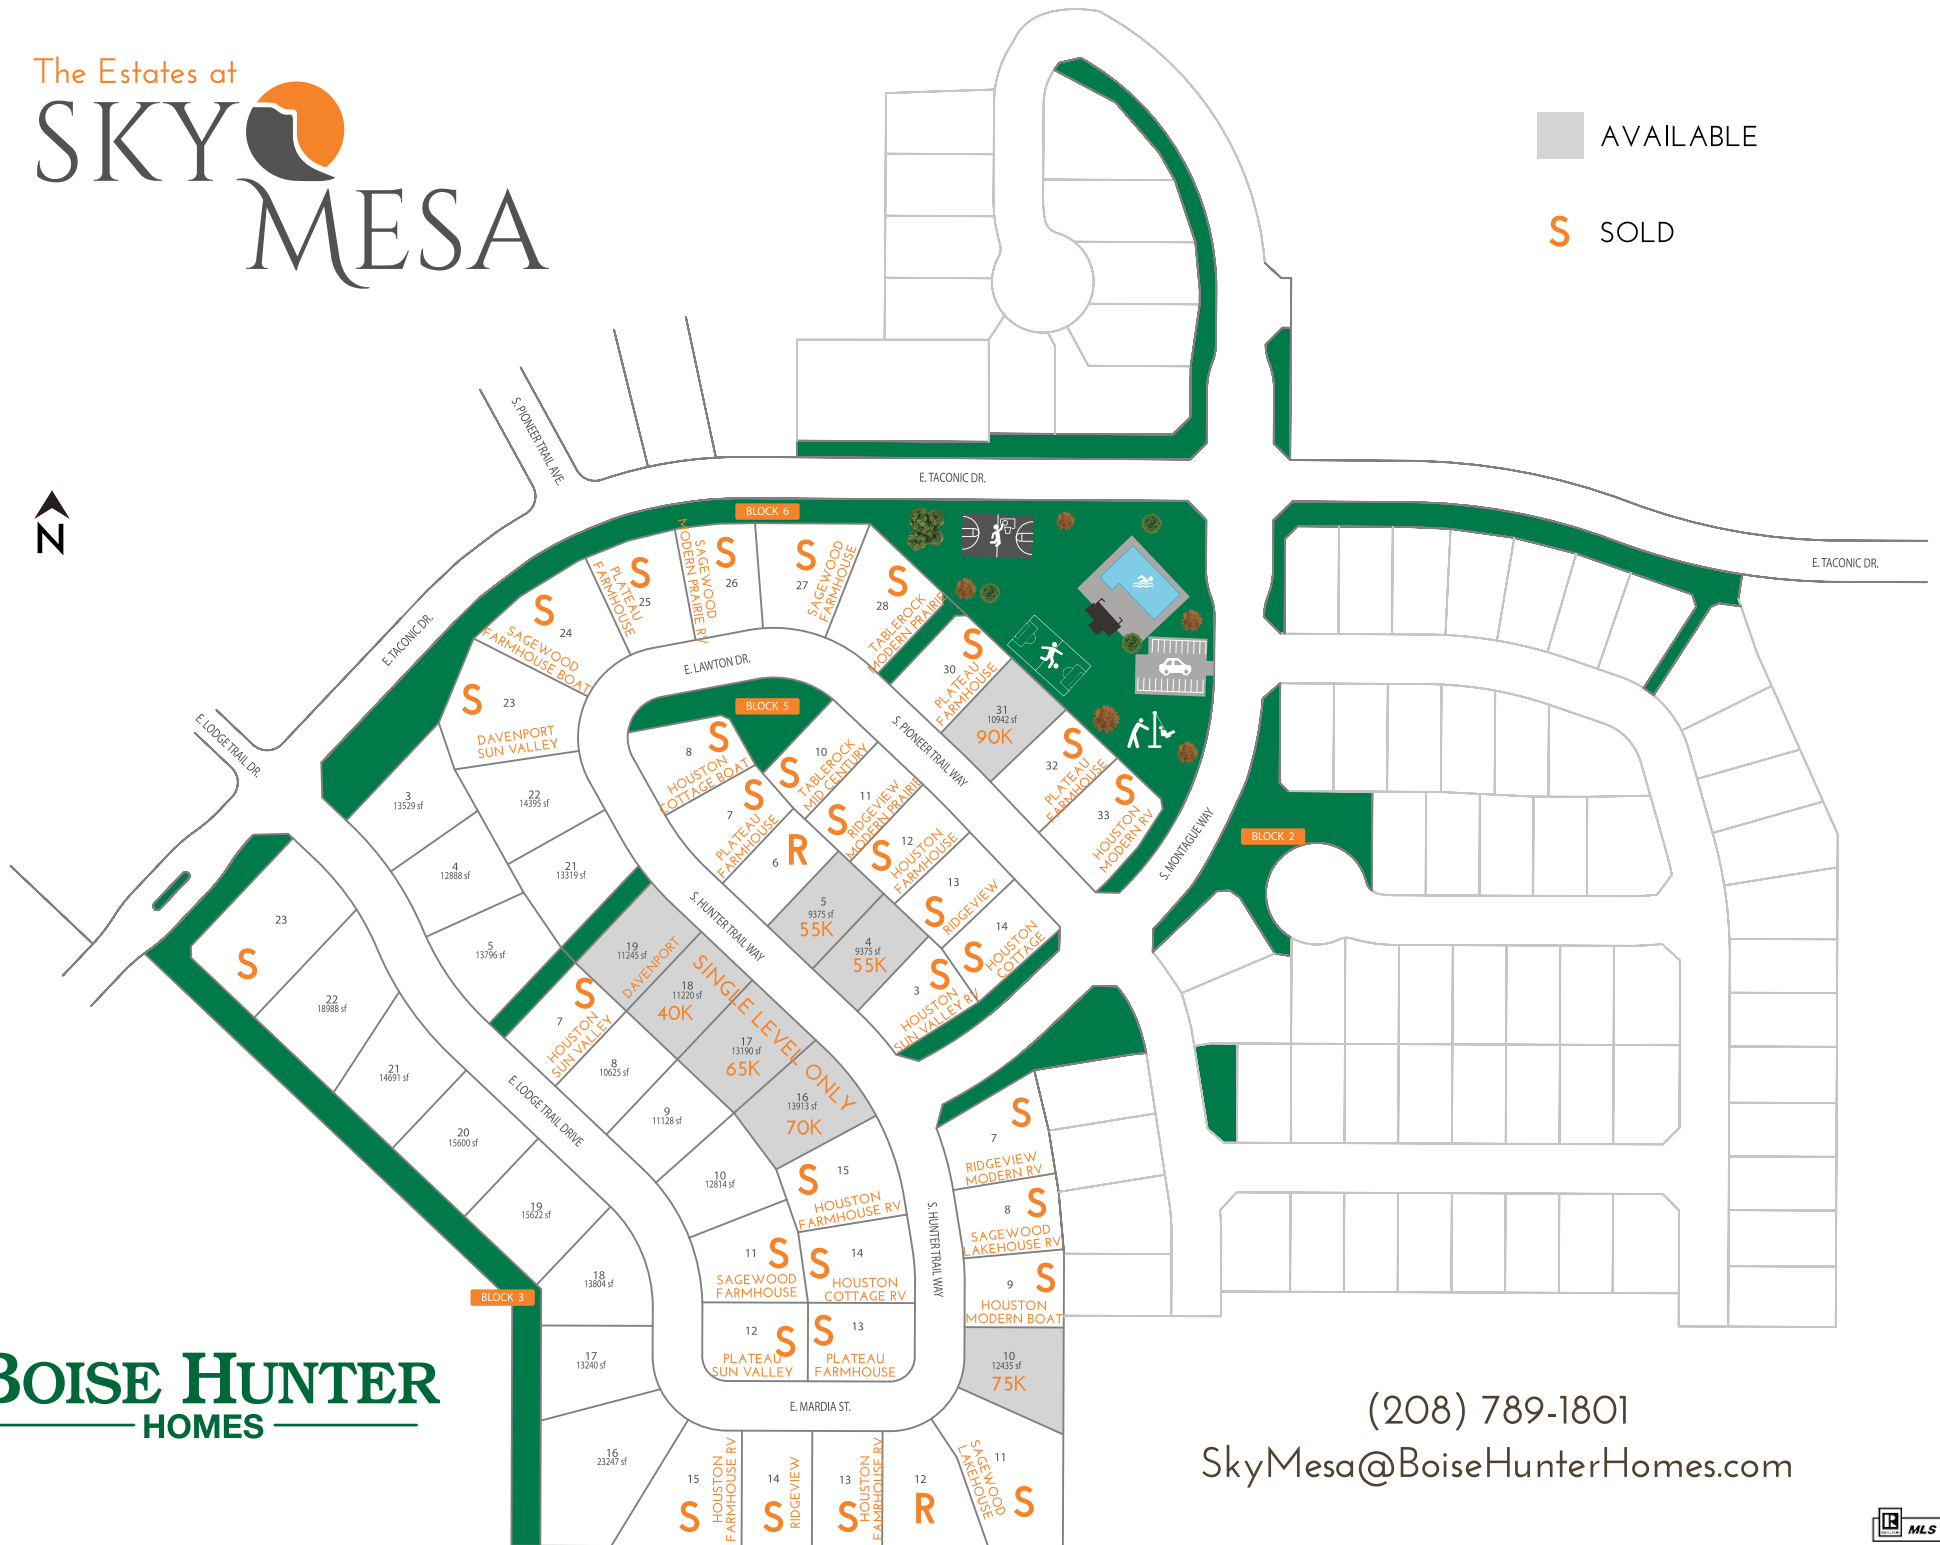 The Estates at
SKY
MESA
AVAILABLE
S SOLD
N
S. PIONEER TRAIL AVE.
E. TACONIC DR.
E. TACONIC DR.
E. TACONIC DR.
E. LODGE TRAIL DR.
BLOCK 6
23
S
DAVENPORT
SUN VALLEY
24
S
SAGEWOOD
FARMHOUSE BOAT
25
S
PLATEAU
FARMHOUSE
26
S
SAGEWOOD
MODERN PRAIRIE RV
27
S
SAGEWOOD
FARMHOUSE
28
S
TABLEROCK
MODERN PRAIRIE
30
S
PLATEAU
FARMHOUSE
31
10942 sf
90K
32
S
PLATEAU
FARMHOUSE
33
S
HOUSTON
MODERN RV
E. LAWTON DR.
S. PIONEER TRAIL WAY
S. MONTAGUE WAY
BLOCK 5
8
S
HOUSTON
COTTAGE BOAT
7
S
PLATEAU
FARMHOUSE
6
R
5
9375 sf
55K
4
9375 sf
55K
3
S
HOUSTON
SUN VALLEY RV
10
S
TABLEROCK
MID CENTURY
11
S
RIDGEVIEW
MODERN PRAIRIE
12
S
HOUSTON
FARMHOUSE
13
S
RIDGEVIEW
14
S
HOUSTON
COTTAGE
BLOCK 2
3
13529 sf
22
14395 sf
4
12888 sf
21
13319 sf
5
13796 sf
S. HUNTER TRAIL WAY
19
11245 sf
DAVENPORT
18
11220 sf
40K
SINGLE LEVEL ONLY
17
13190 sf
65K
16
13913 sf
70K
7
S
HOUSTON
SUN VALLEY
8
10625 sf
9
11128 sf
10
12814 sf
15
S
HOUSTON
FARMHOUSE RV
11
S
SAGEWOOD
FARMHOUSE
14
S
HOUSTON
COTTAGE RV
12
S
PLATEAU
SUN VALLEY
13
S
PLATEAU
FARMHOUSE
E. LODGE TRAIL DRIVE
S. HUNTER TRAIL WAY
E. MARDIA ST.
23
S
22
18988 sf
21
14691 sf
20
15600 sf
19
15622 sf
18
13804 sf
BLOCK 3
17
13240 sf
16
23247 sf
15
S
HOUSTON
FARMHOUSE RV
14
S
RIDGEVIEW
13
S
HOUSTON
FAMRHOUSE RV
12
R
11
S
SAGEWOOD
LAKEHOUSE
7
S
RIDGEVIEW
MODERN RV
8
S
SAGEWOOD
LAKEHOUSE RV
9
S
HOUSTON
MODERN BOAT
10
12435 sf
75K
BOISE HUNTER
HOMES
(208) 789-1801
SkyMesa@BoiseHunterHomes.com
R MLS